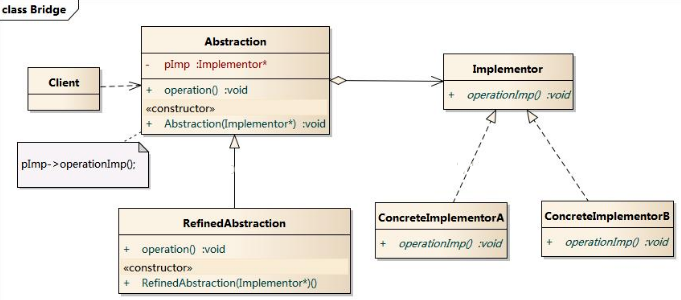 class Bridge
Abstraction
- pImp :Implementor*
+ operation() :void
«constructor»
+ Abstraction(Implementor*) :void
Client
Implementor
+ operationImp() :void
pImp->operationImp();
RefinedAbstraction
+ operation() :void
«constructor»
+ RefinedAbstraction(Implementor*)()
ConcreteImplementorA
+ operationImp() :void
ConcreteImplementorB
+ operationImp() :void